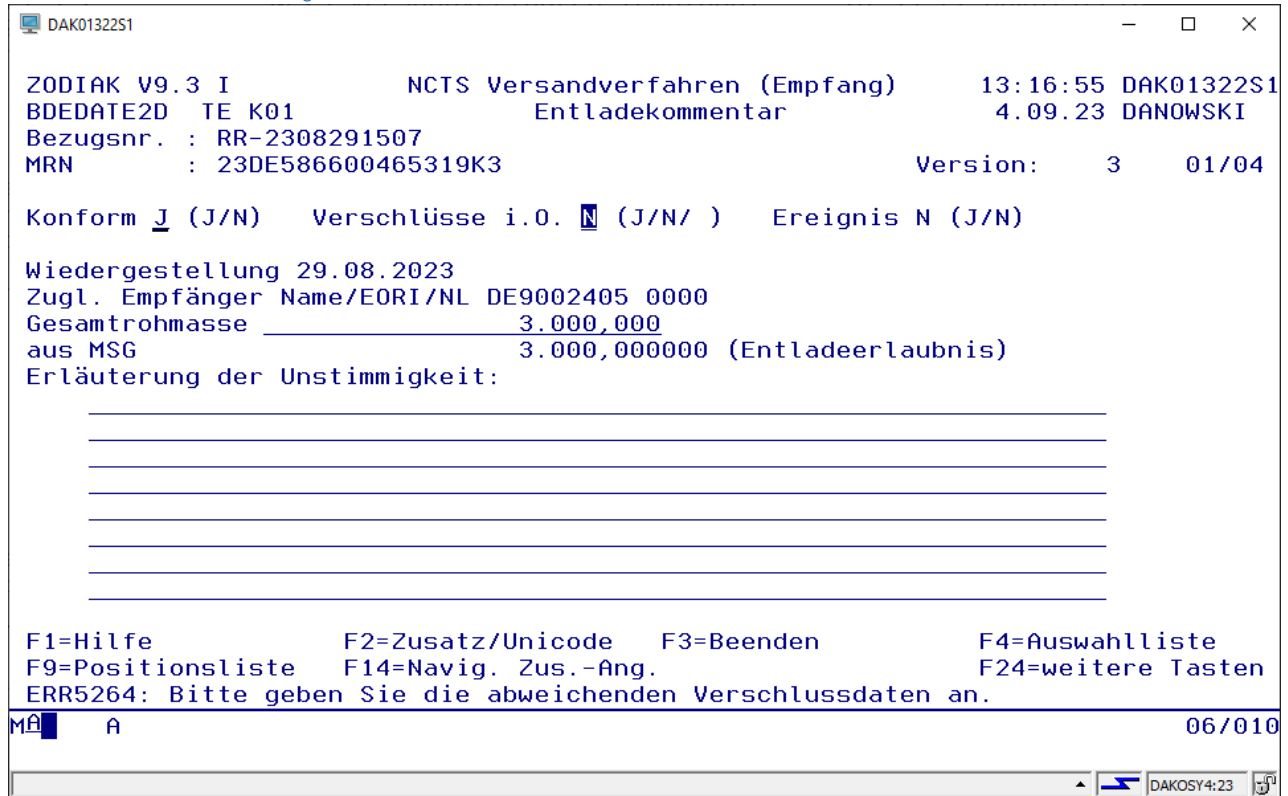 DAK01322S1
ZODIAK V9.3 I NCTS Versandverfahren (Empfang) 13:16:55 DAK01322S1
BDEDATE2D TE K01 Entladekommentar 4.09.23 DANOWSKI
Bezugsnr. : RR-2308291507
MRN : 23DE586600465319K3 Version: 3 01/04
Konform J (J/N) Verschlüsse i.O. N (J/N/ ) Ereignis N (J/N)
Wiedergestellung 29.08.2023
Zugl. Empfänger Name/EORI/NL DE9002405 0000
Gesamtrohmasse 3.000,000
aus MSG 3.000,000000 (Entladeerlaubnis)
Erläuterung der Unstimmigkeit:
F1=Hilfe F2=Zusatz/Unicode F3=Beenden F4=Auswahlliste
F9=Positionsliste F14=Navig. Zus.-Ang. F24=weitere Tasten
ERR5264: Bitte geben Sie die abweichenden Verschlussdaten an.
MA A 06/010
DAKOSY4:23